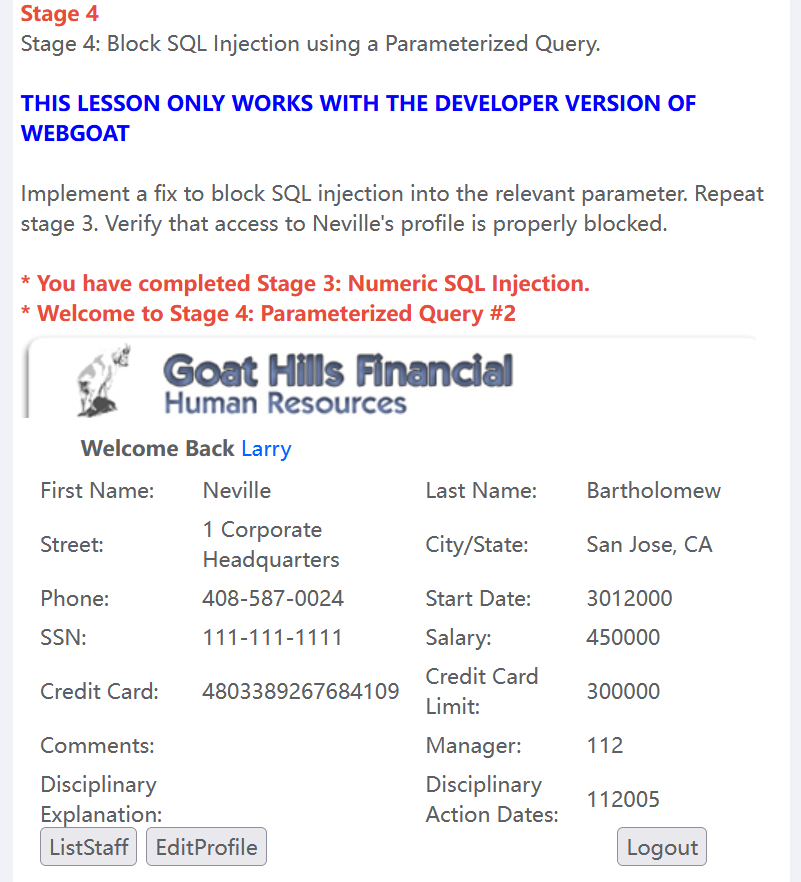 Stage 4
Stage 4: Block SQL Injection using a Parameterized Query.
THIS LESSON ONLY WORKS WITH THE DEVELOPER VERSION OF
WEBGOAT
Implement a fix to block SQL injection into the relevant parameter. Repeat
stage 3. Verify that access to Neville's profile is properly blocked.
* You have completed Stage 3: Numeric SQL Injection.
* Welcome to Stage 4: Parameterized Query #2
Goat Hills Financial
Human Resources
Welcome Back Larry
First Name: Neville Last Name: Bartholomew
Street: 1 Corporate Headquarters City/State: San Jose, CA
Phone: 408-587-0024 Start Date: 3012000
SSN: 111-111-1111 Salary: 450000
Credit Card: 4803389267684109 Credit Card Limit: 300000
Comments: Manager: 112
Disciplinary Explanation: Disciplinary Action Dates: 112005
ListStaff EditProfile Logout